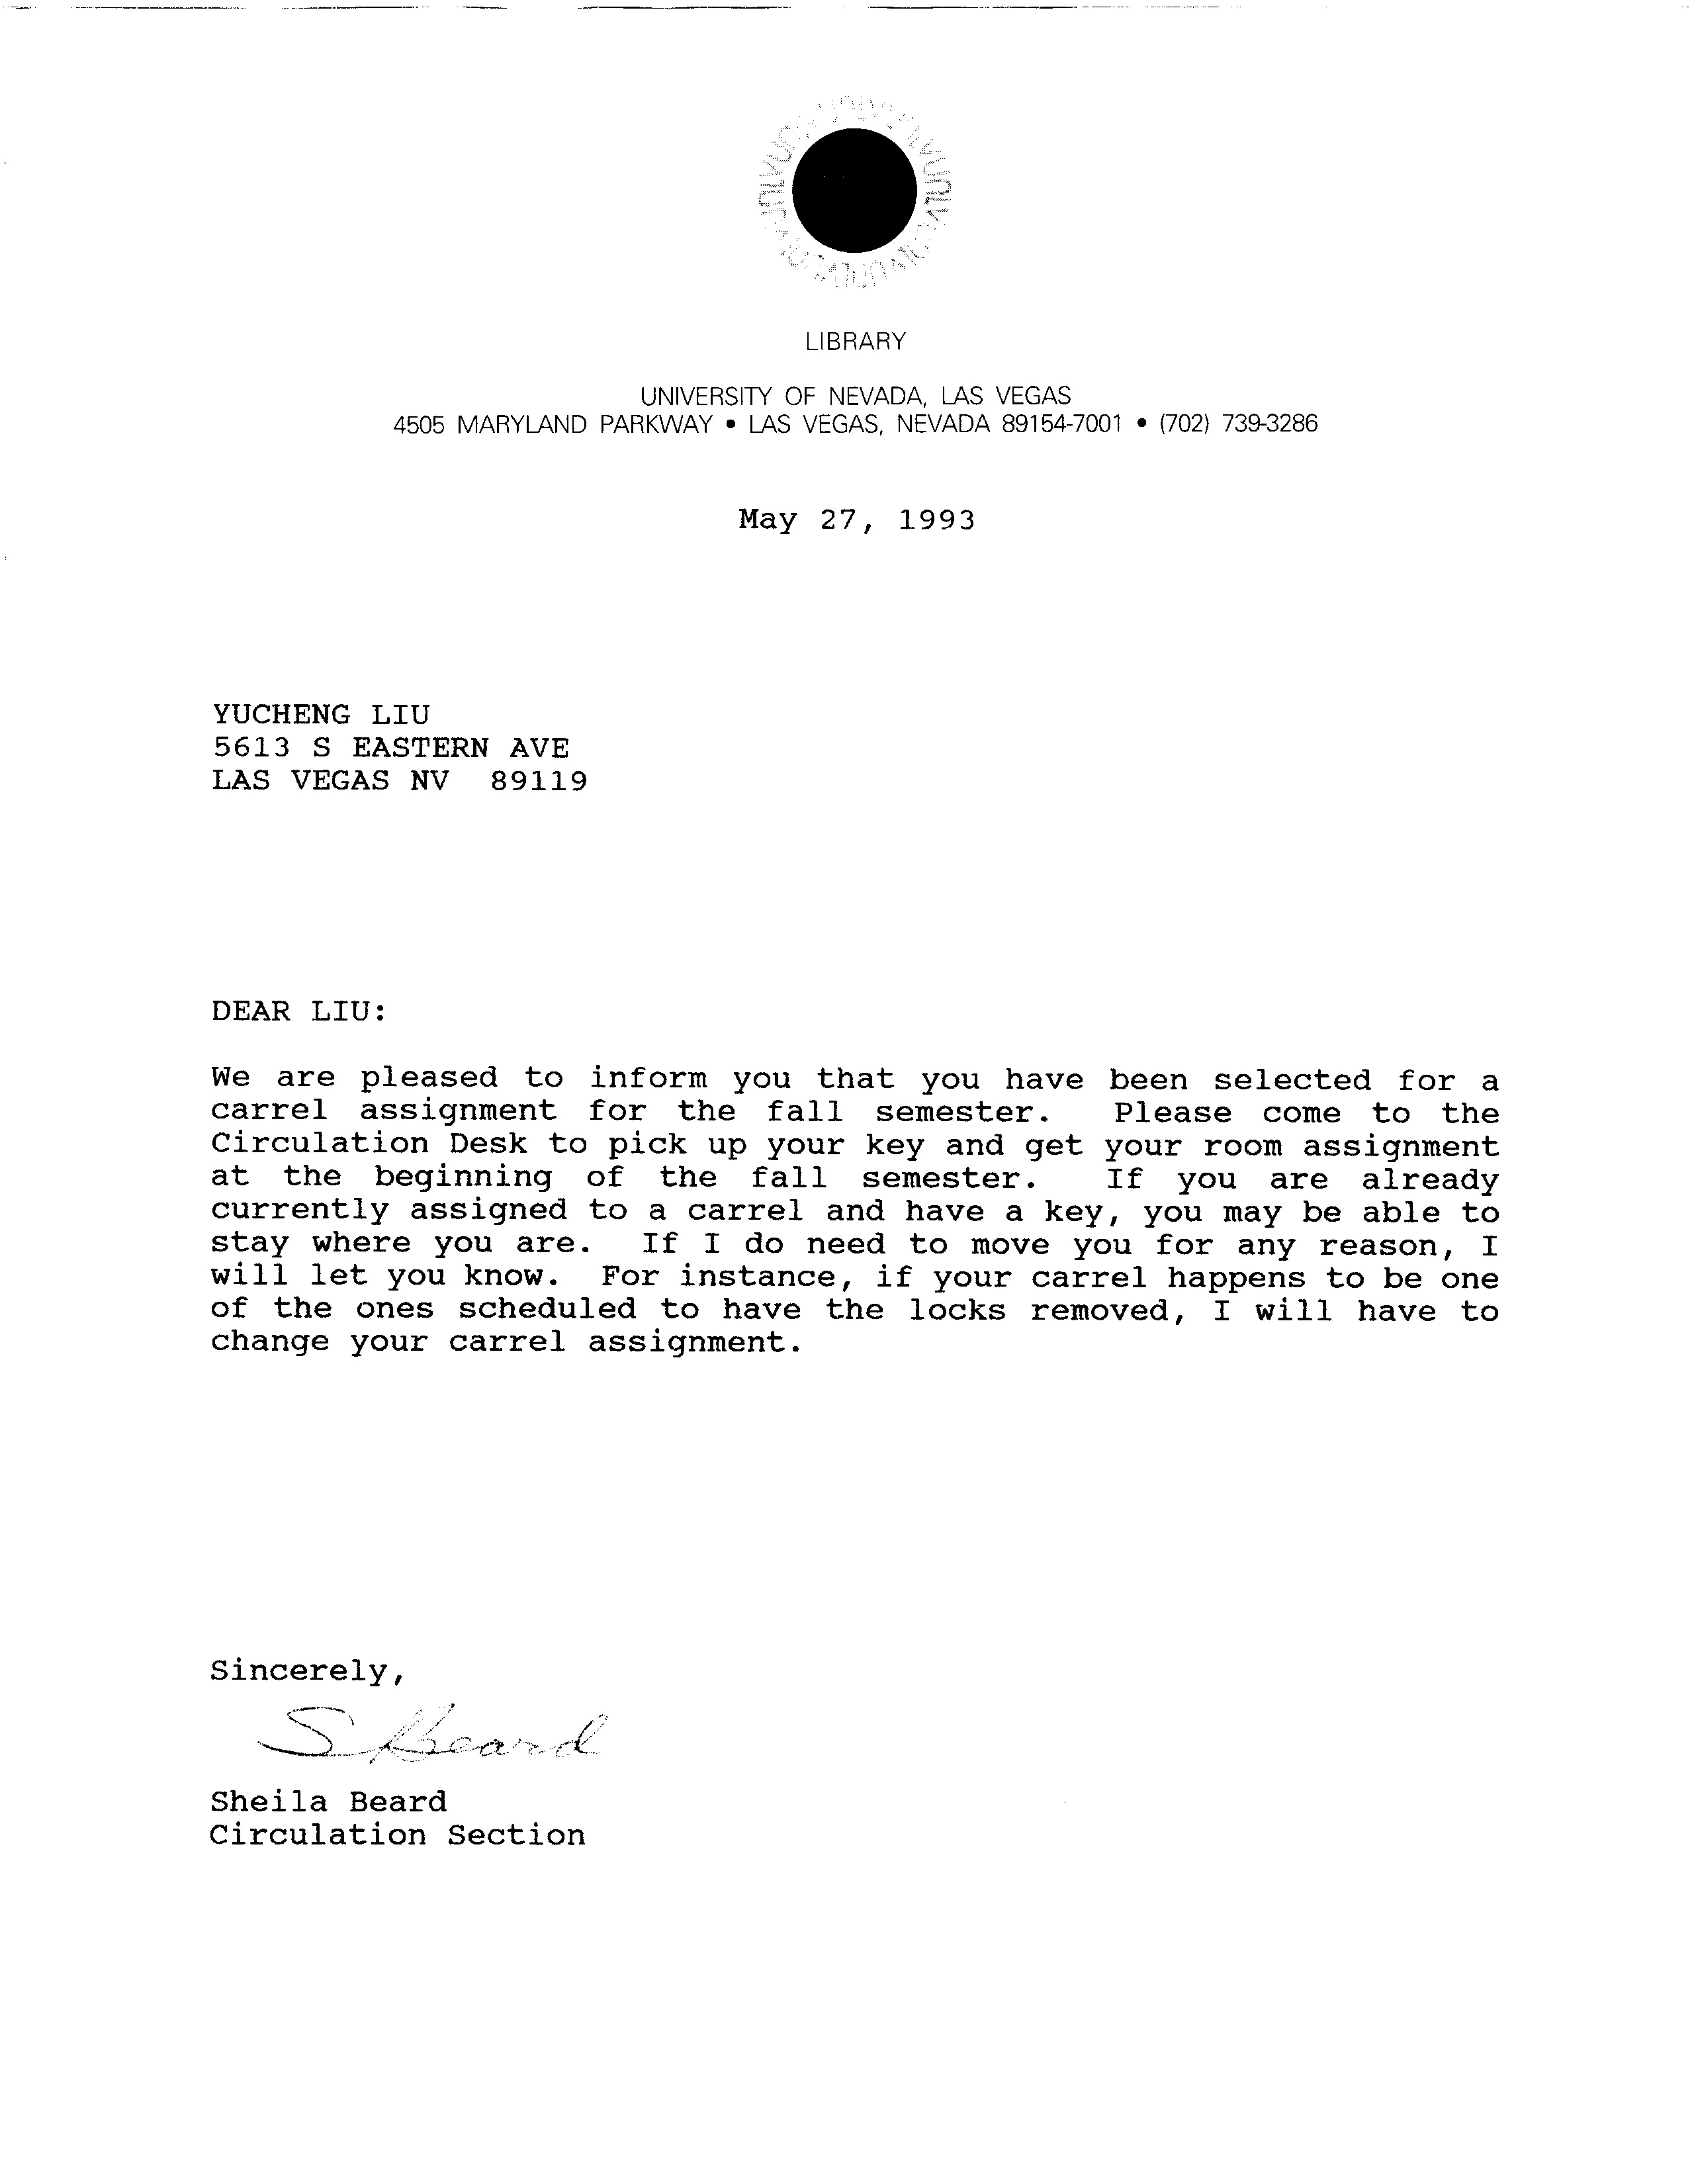 LIBRARY
UNIVERSITY OF NEVADA, LAS VEGAS
4505 MARYLAND PARKWAY • LAS VEGAS, NEVADA 89154-7001 • (702) 739-3286
May 27, 1993
YUCHENG LIU
5613 S EASTERN AVE
LAS VEGAS NV  89119
DEAR LIU:
We are pleased to inform you that you have been selected for a
carrel assignment for the fall semester.  Please come to the
Circulation Desk to pick up your key and get your room assignment
at the beginning of the fall semester.  If you are already
currently assigned to a carrel and have a key, you may be able to
stay where you are.  If I do need to move you for any reason, I
will let you know.  For instance, if your carrel happens to be one
of the ones scheduled to have the locks removed, I will have to
change your carrel assignment.
Sincerely,
S Beard
Sheila Beard
Circulation Section